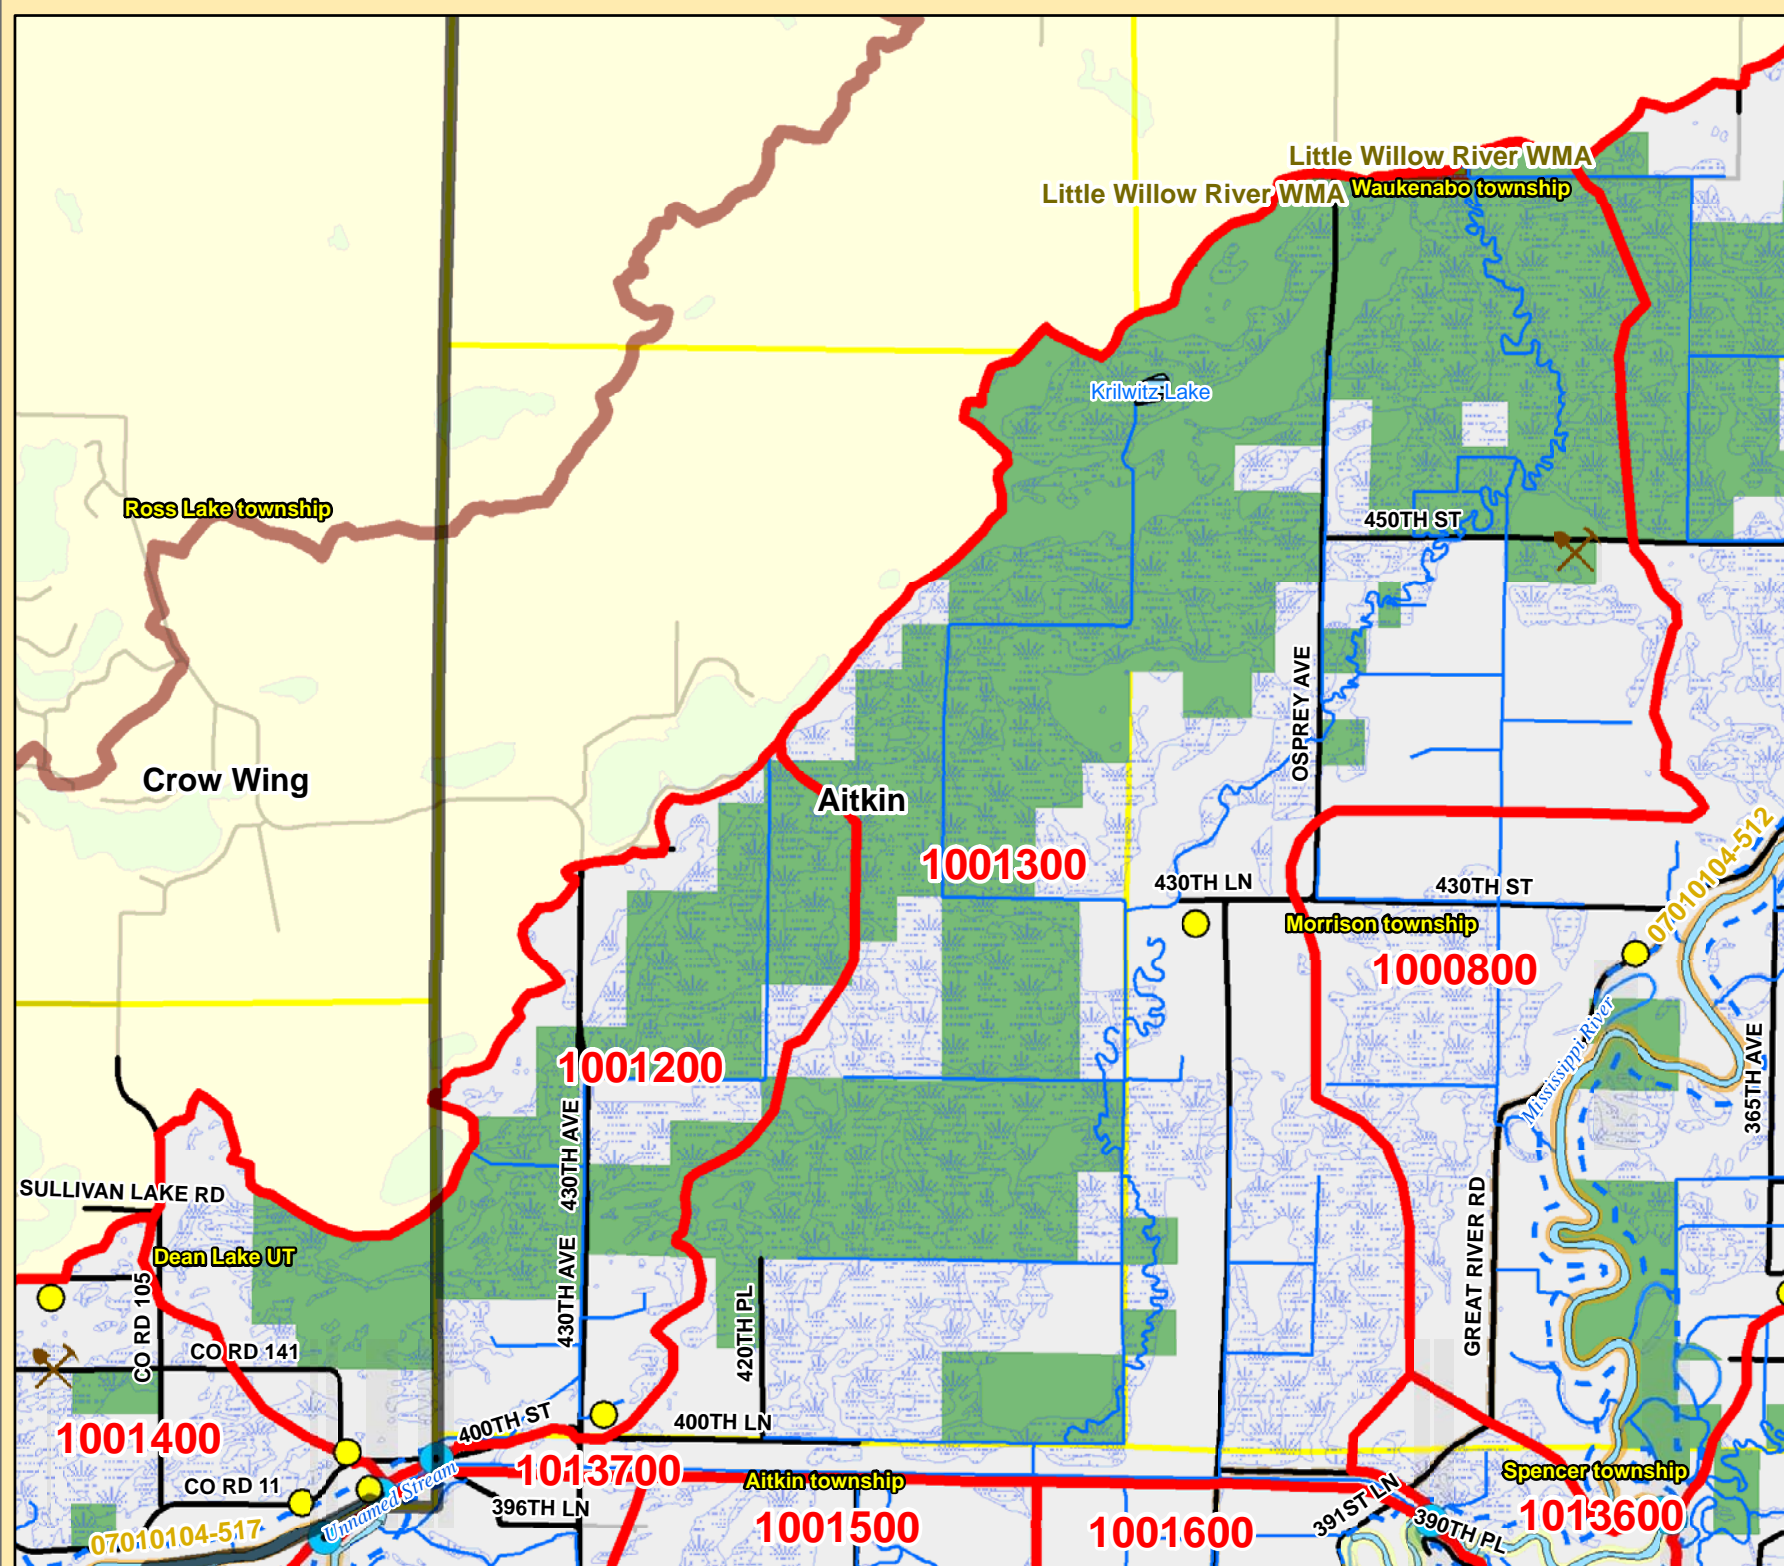 Little Willow River WMA
Little Willow River WMA
Waukenabo township
Krilwitz Lake
Ross Lake township
450TH ST
OSPREY AVE
Crow Wing
Aitkin
1001300
430TH LN
430TH ST
07010104-512
Morrison township
1000800
Mississippi River
365TH AVE
1001200
430TH AVE
SULLIVAN LAKE RD
GREAT RIVER RD
Dean Lake UT
CO RD 105
430TH AVE
420TH PL
CO RD 141
1001400
400TH ST
400TH LN
1013700
Aitkin township
Spencer township
CO RD 11
Unnamed Stream
396TH LN
391ST LN
07010104-517
1001500
1001600
390TH PL
1013600